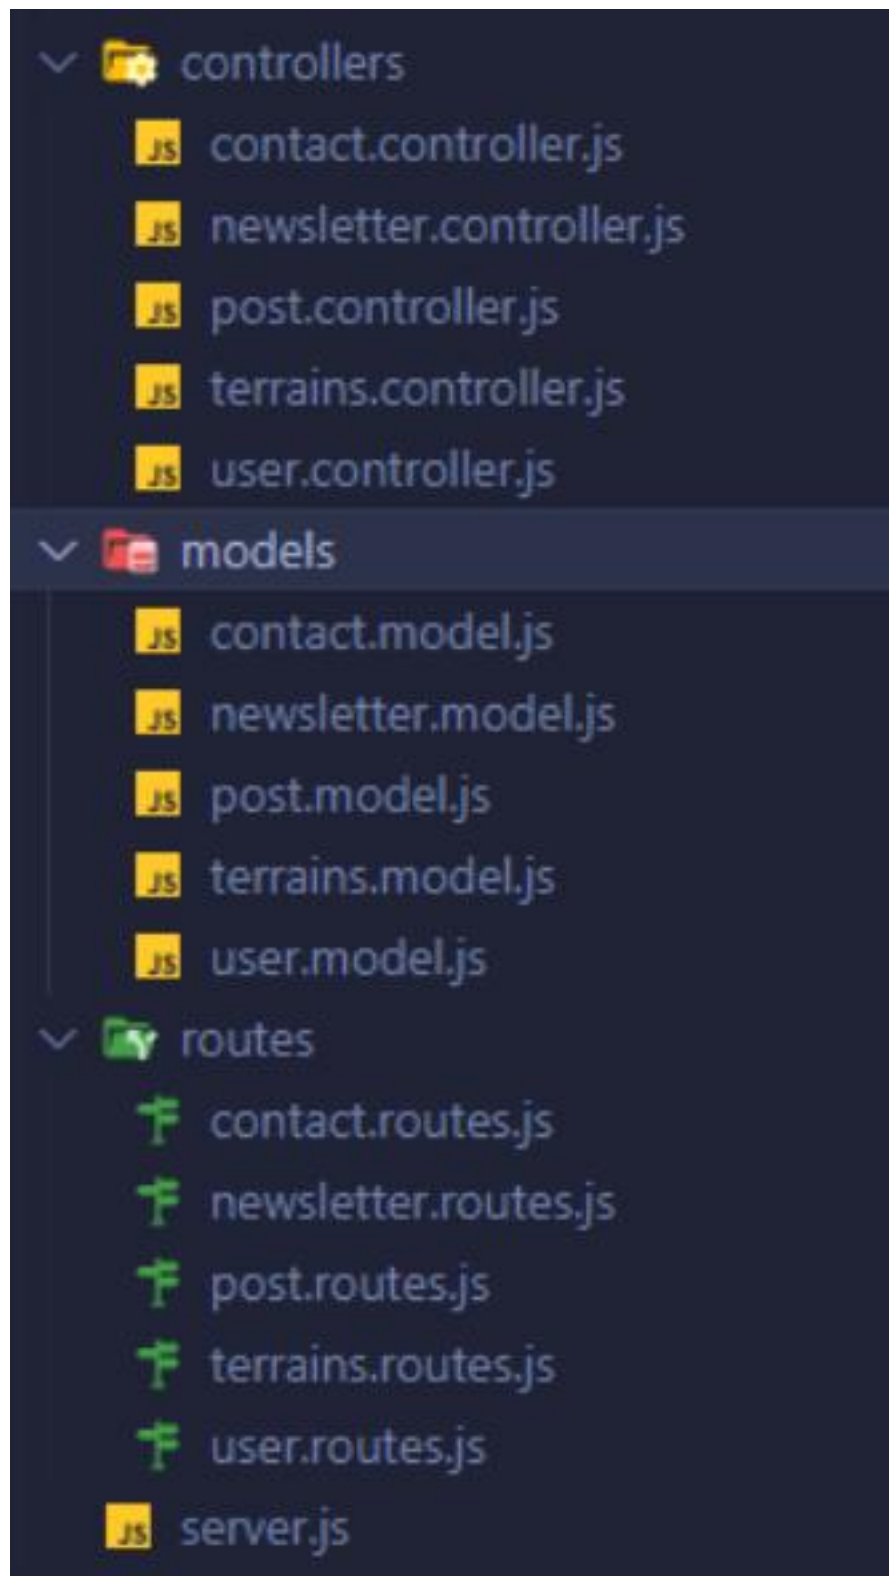 controllers
JS contact.controller.js
JS newsletter.controller.js
JS post.controller.js
JS terrains.controller.js
JS user.controller.js
models
JS contact.model.js
JS newsletter.model.js
JS post.model.js
JS terrains.model.js
JS user.model.js
routes
contact.routes.js
newsletter.routes.js
post.routes.js
terrains.routes.js
user.routes.js
JS server.js